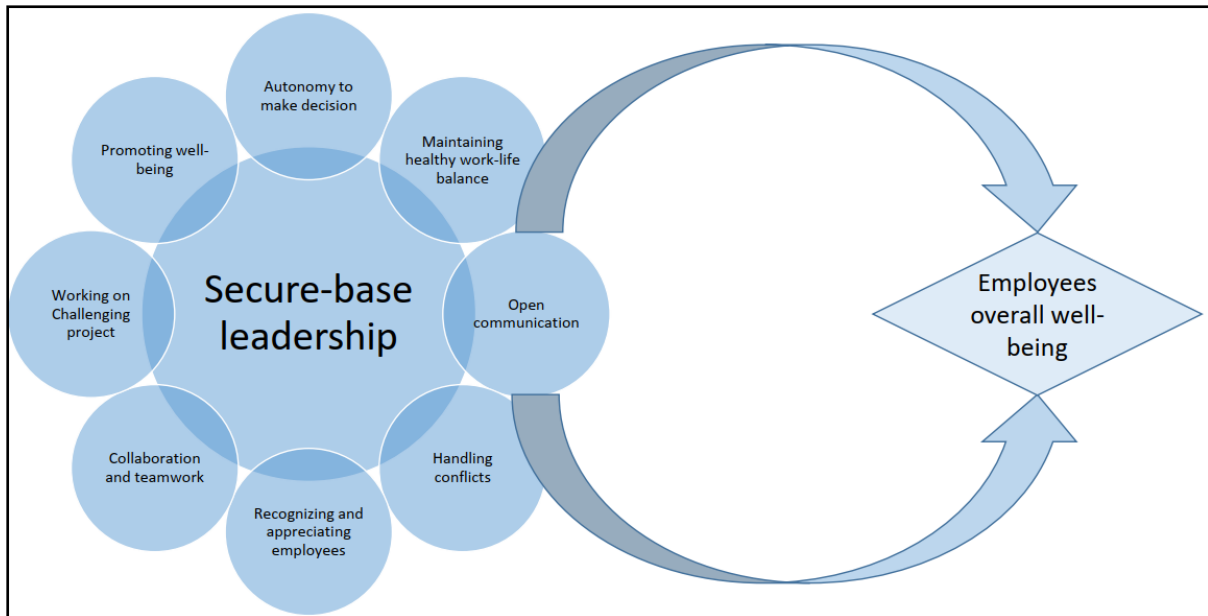 Autonomy to
make decision
Promoting well-
being
Maintaining
healthy work-life
balance
Working on
Challenging
project
Secure-base
leadership
Open
communication
Employees
overall well-
being
Collaboration
and teamwork
Handling
conflicts
Recognizing and
appreciating
employees